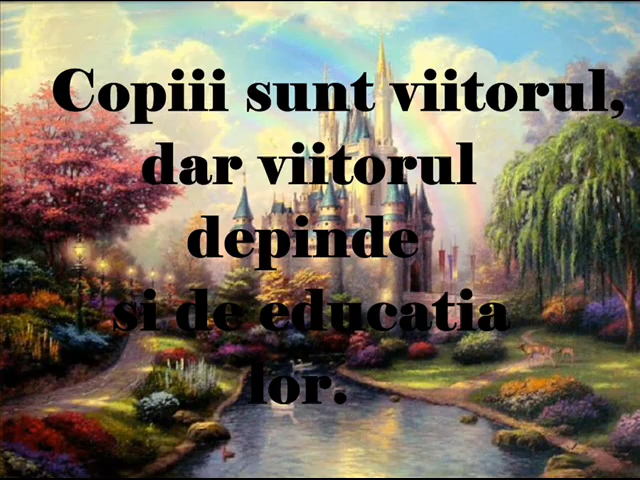 Copiii sunt viitorul,
dar viitorul
depinde
si de educatia
lor.